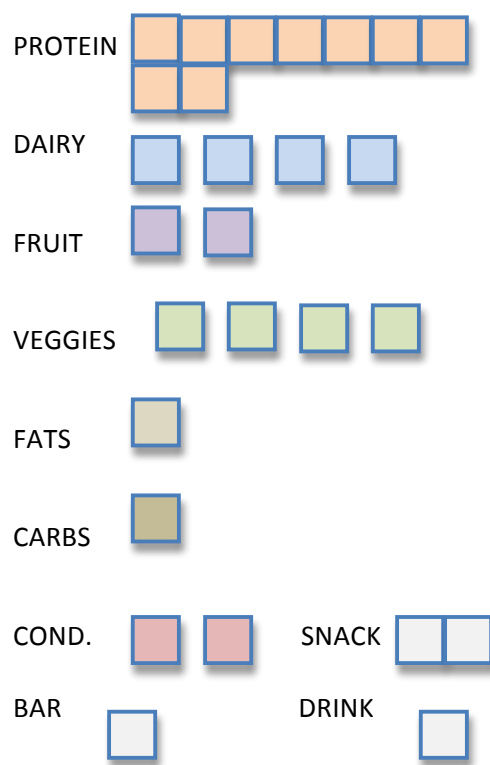 PROTEIN
DAIRY
FRUIT
VEGGIES
FATS
CARBS
COND. SNACK
BAR DRINK